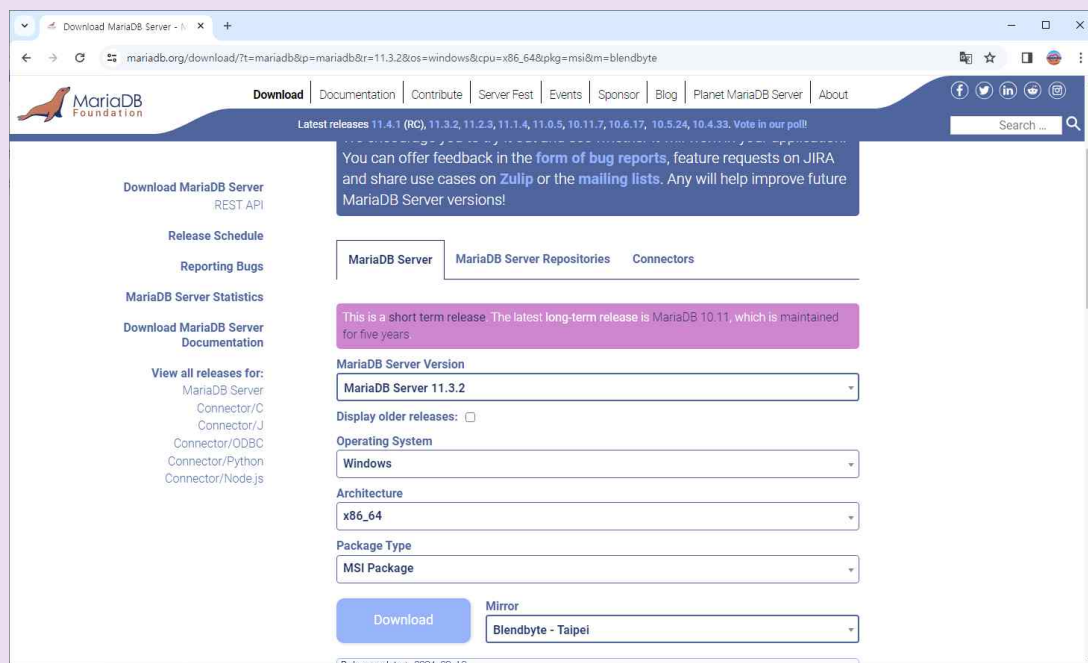 Download MariaDB Server - M
mariadb.org/download/?t=mariadb&p=mariadb&r=11.3.2&os=windows&cpu=x86_64&pkg=msi&m=blendbyte
MariaDB
Foundation
Download Documentation Contribute Server Fest Events Sponsor Blog Planet MariaDB Server About
Latest releases 11.4.1 (RC), 11.3.2, 11.2.3, 11.1.4, 11.0.5, 10.11.7, 10.6.17, 10.5.24, 10.4.33. Vote in our poll!
Search ...
You can offer feedback in the form of bug reports, feature requests on JIRA
and share use cases on Zulip or the mailing lists. Any will help improve future
MariaDB Server versions!
Download MariaDB Server
REST API
Release Schedule
Reporting Bugs
MariaDB Server Statistics
Download MariaDB Server
Documentation
View all releases for:
MariaDB Server
Connector/C
Connector/J
Connector/ODBC
Connector/Python
Connector/Node.js
MariaDB Server MariaDB Server Repositories Connectors
This is a short term release. The latest long-term release is MariaDB 10.11, which is maintained
for five years.
MariaDB Server Version
MariaDB Server 11.3.2
Display older releases:
Operating System
Windows
Architecture
x86_64
Package Type
MSI Package
Download
Mirror
Blendbyte - Taipei